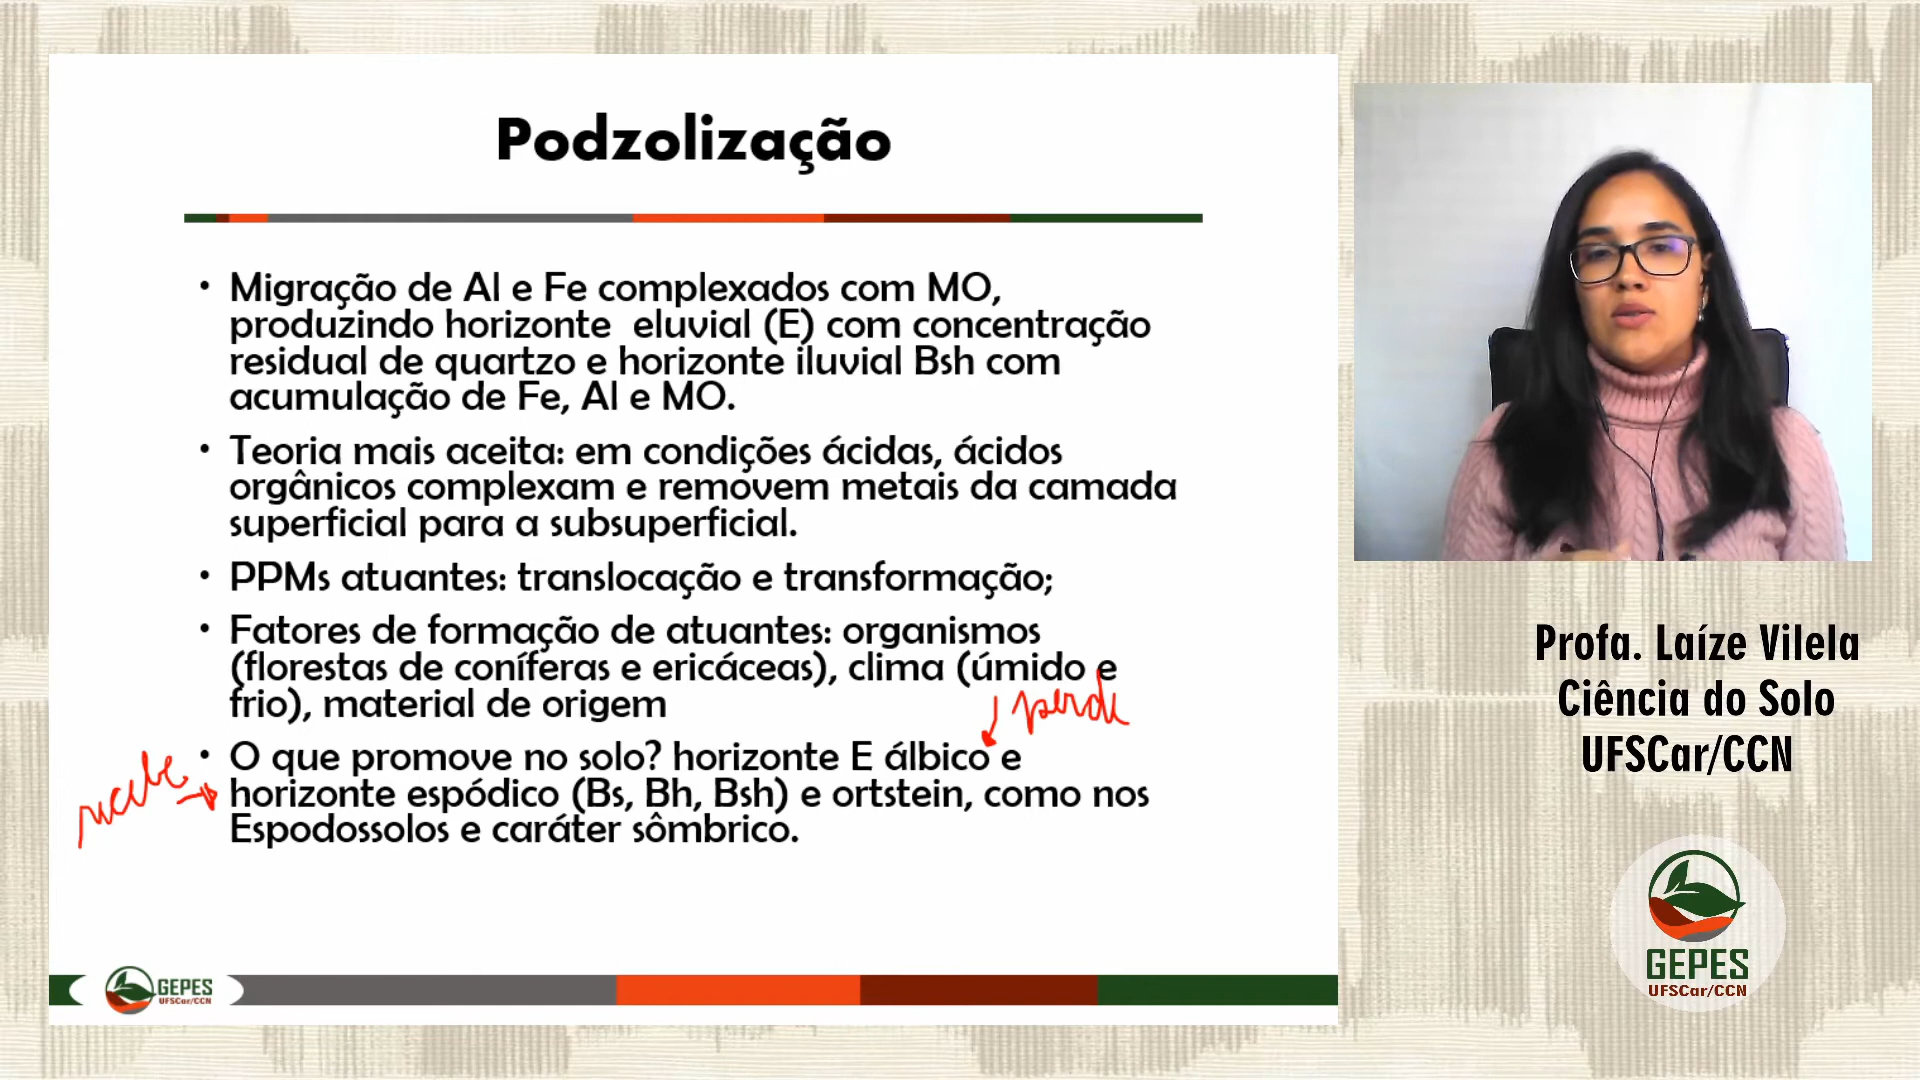 Podzolização
• Migração de Al e Fe complexados com MO,
produzindo horizonte eluvial (E) com concentração
residual de quartzo e horizonte iluvial Bsh com
acumulação de Fe, Al e MO.
• Teoria mais aceita: em condições ácidas, ácidos
orgânicos complexam e removem metais da camada
superficial para a subsuperficial.
• PPMs atuantes: translocação e transformação;
• Fatores de formação de atuantes: organismos
(florestas de coníferas e ericáceas), clima (úmido e
frio), material de origem
perde
• O que promove no solo? horizonte E álbico e
recebe
horizonte espódico (Bs, Bh, Bsh) e ortstein, como nos
Espodossolos e caráter sômbrico.
GEPES
UFSCar/CCN
Profa. Laíze Vilela
Ciência do Solo
UFSCar/CCN
GEPES
UFSCar/CCN